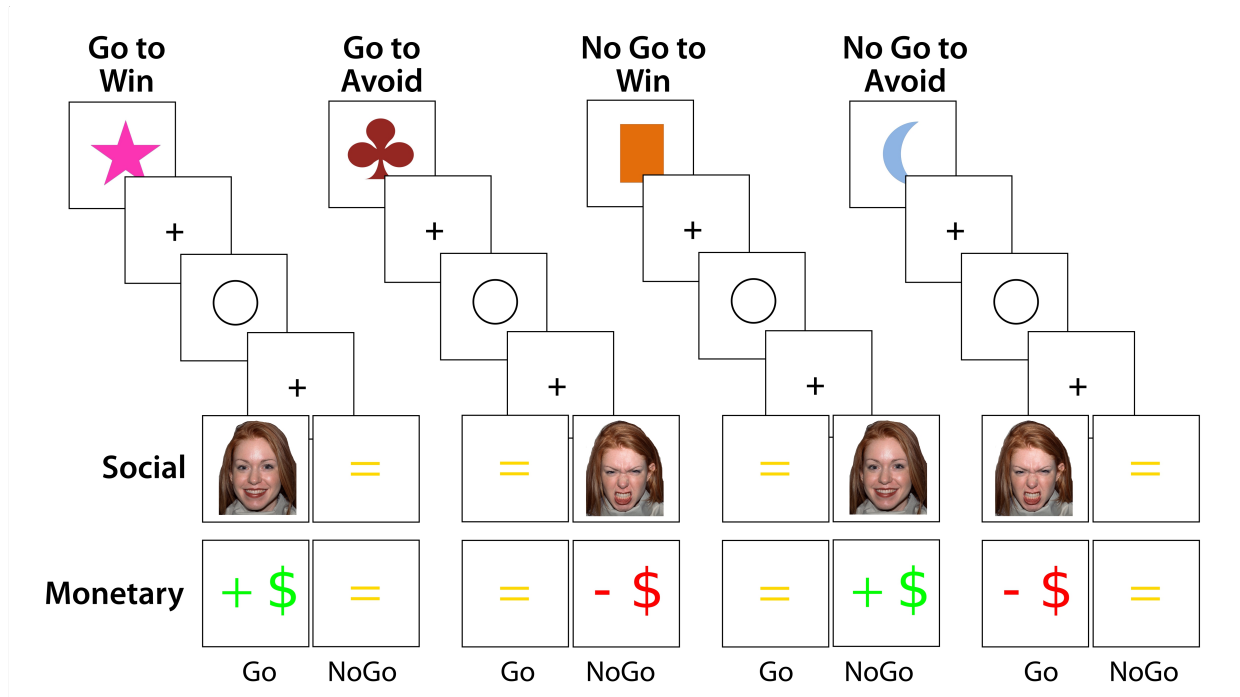 Go to
Win
Go to
Avoid
No Go to
Win
No Go to
Avoid
+
+
+
+
+
+
+
+
Social
=
=
=
=
Monetary
+ $
=
=
- $
=
+ $
- $
=
Go
NoGo
Go
NoGo
Go
NoGo
Go
NoGo